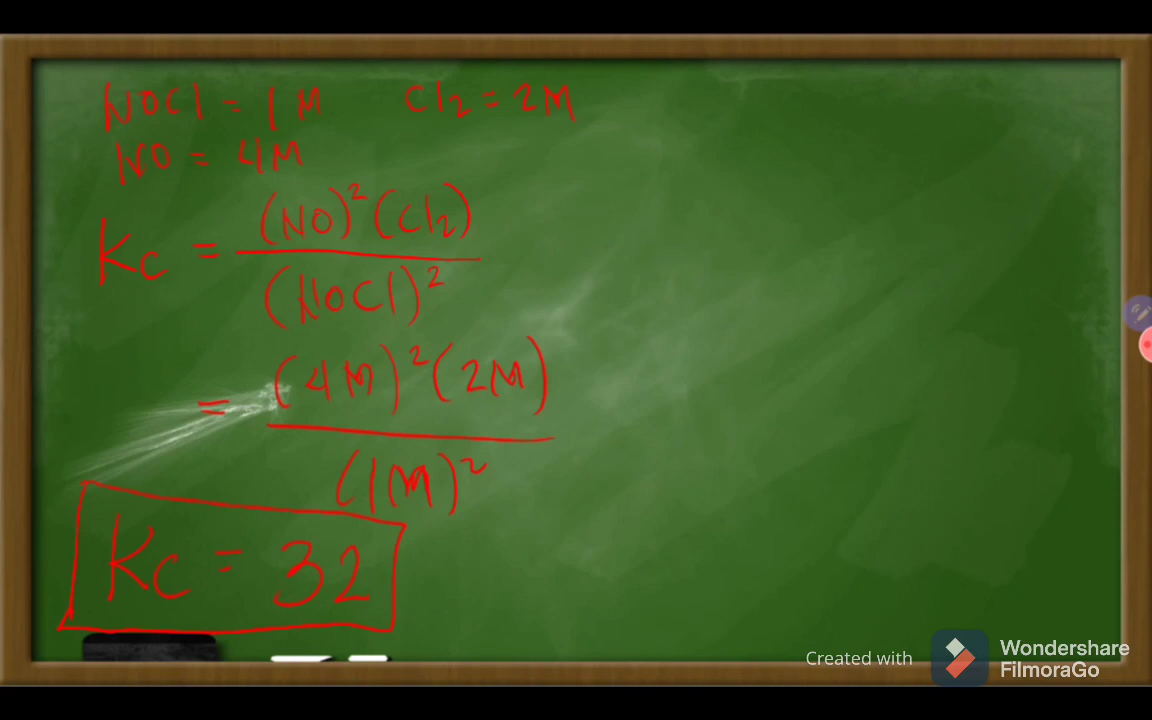 NOCl = 1M Cl₂ = 2M
NO = 4M
Kc = (NO)²(Cl₂)
(NOCl)²
= (4M)²(2M)
(1M)²
Kc = 32
Created with Wondershare FilmoraGo